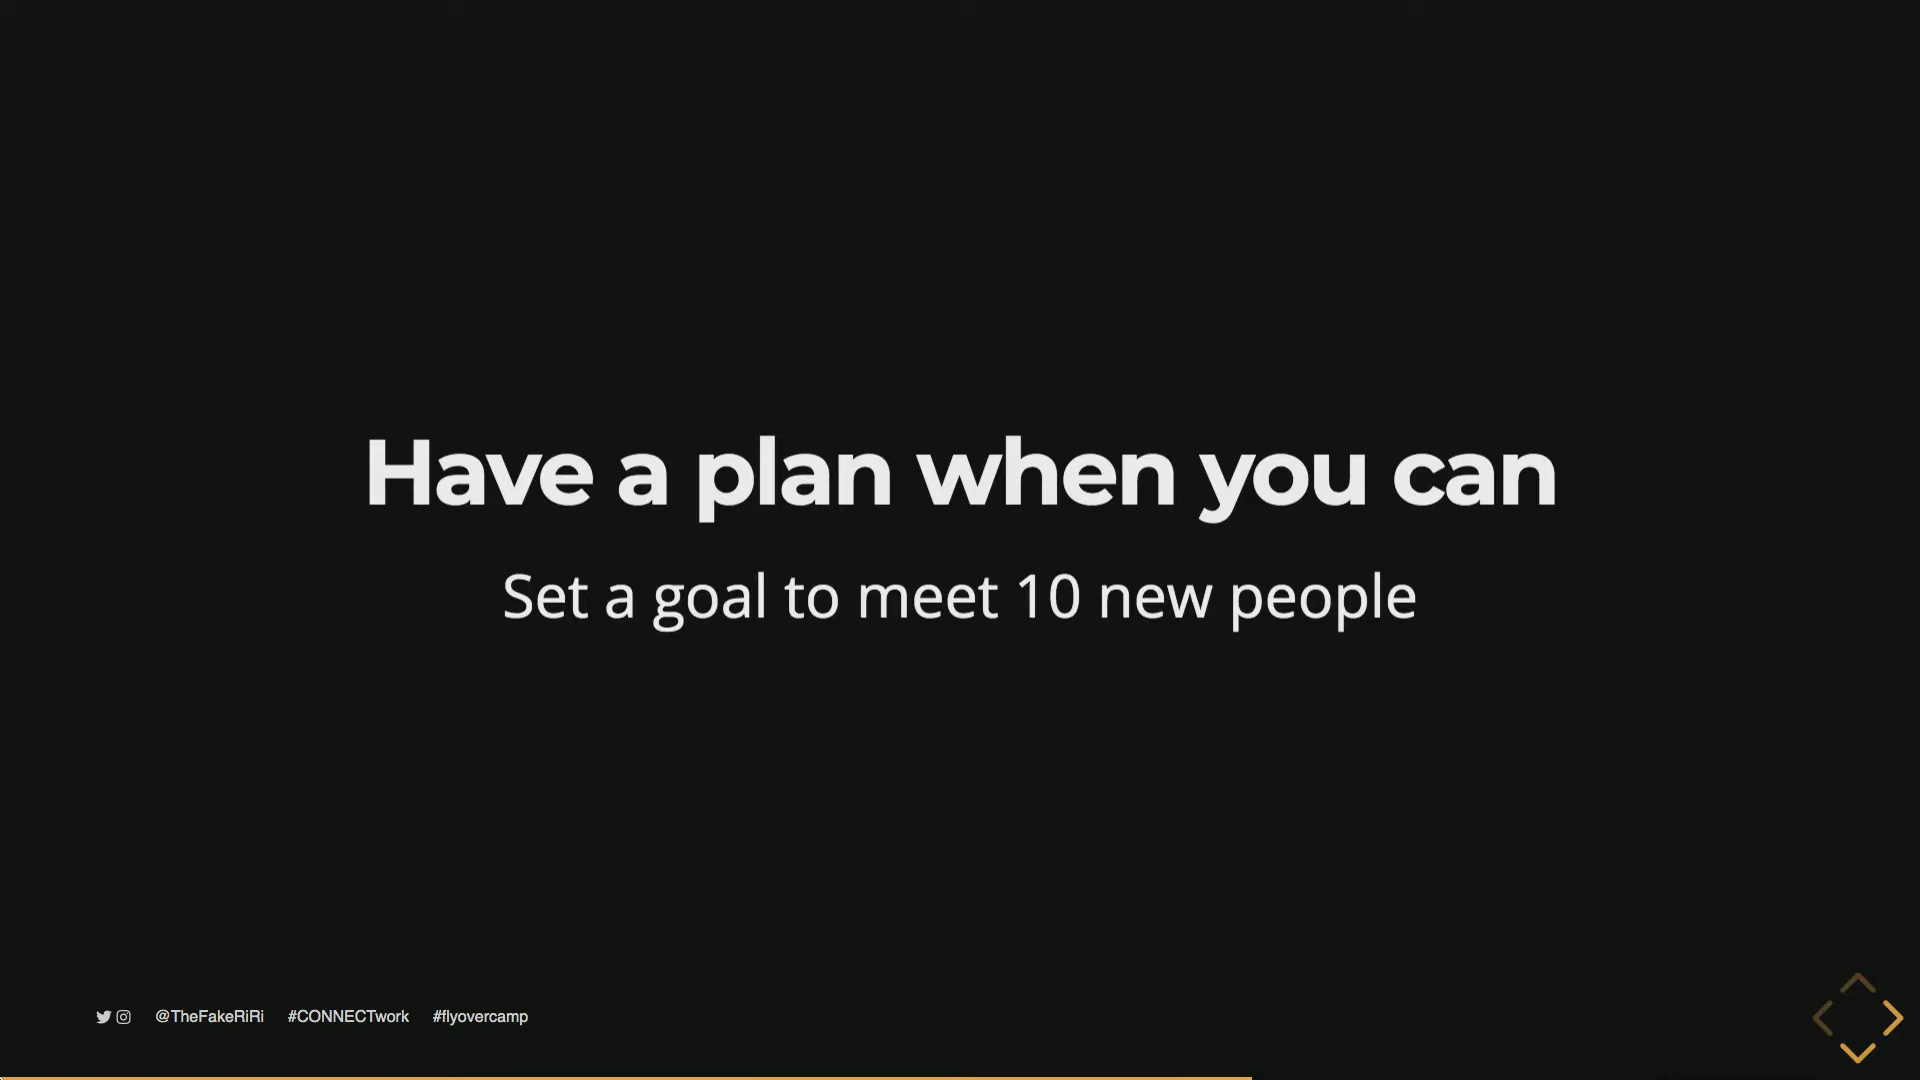 Have a plan when you can
Set a goal to meet 10 new people
@TheFakeRiRi #CONNECTwork #flyovercamp